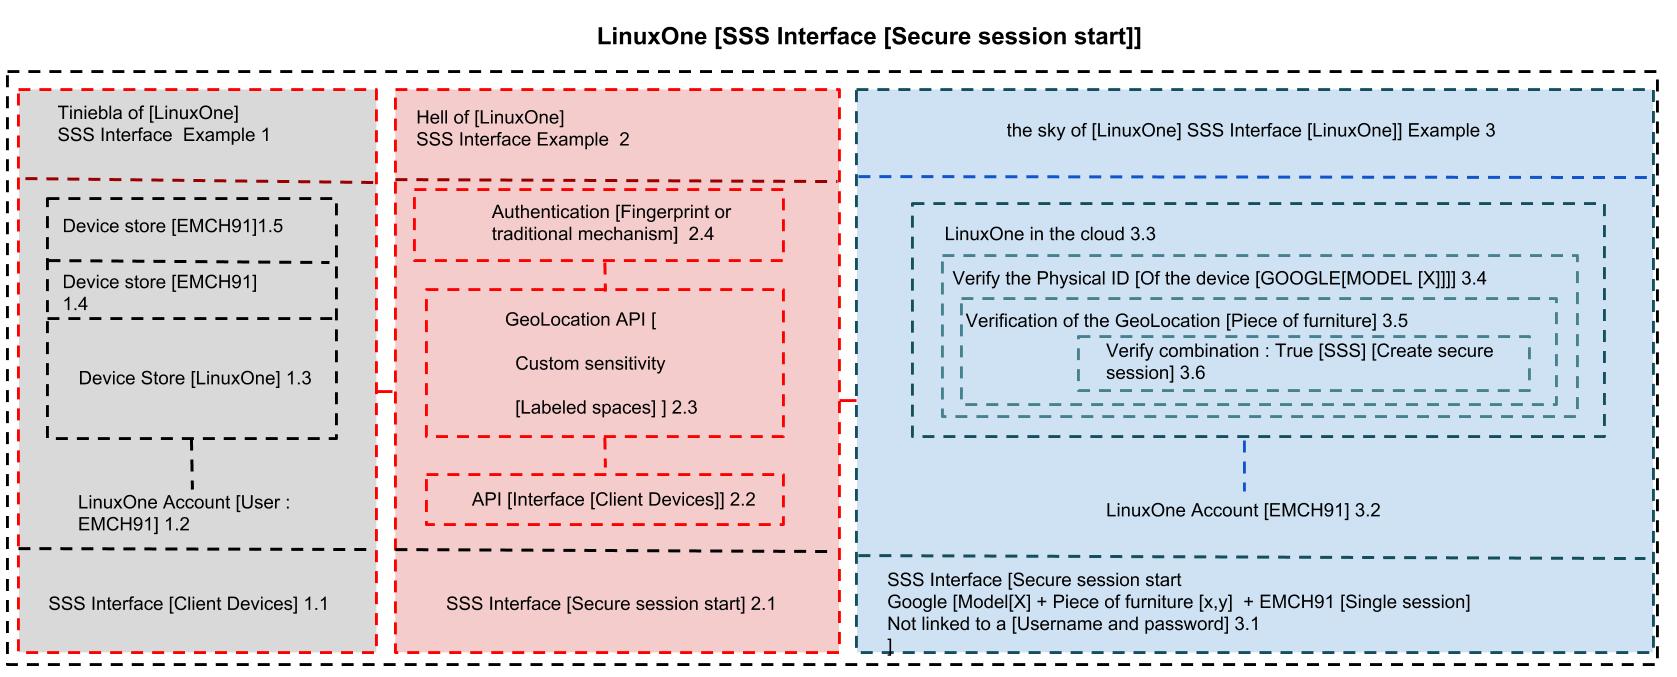 LinuxOne [SSS Interface [Secure session start]]
Tiniebla of [LinuxOne]
SSS Interface  Example 1
Device store [EMCH91]1.5
Device store [EMCH91]
1.4
Device Store [LinuxOne] 1.3
LinuxOne Account [User :
EMCH91] 1.2
SSS Interface [Client Devices] 1.1
Hell of [LinuxOne]
SSS Interface Example  2
Authentication [Fingerprint or
traditional mechanism]  2.4
GeoLocation API [
Custom sensitivity
[Labeled spaces] ] 2.3
API [Interface [Client Devices]] 2.2
SSS Interface [Secure session start] 2.1
the sky of [LinuxOne] SSS Interface [LinuxOne]] Example 3
LinuxOne in the cloud 3.3
Verify the Physical ID [Of the device [GOOGLE[MODEL [X]]]] 3.4
Verification of the GeoLocation [Piece of furniture] 3.5
Verify combination : True [SSS] [Create secure
session] 3.6
LinuxOne Account [EMCH91] 3.2
SSS Interface [Secure session start
Google [Model[X] + Piece of furniture [x,y]  + EMCH91 [Single session]
Not linked to a [Username and password] 3.1
]